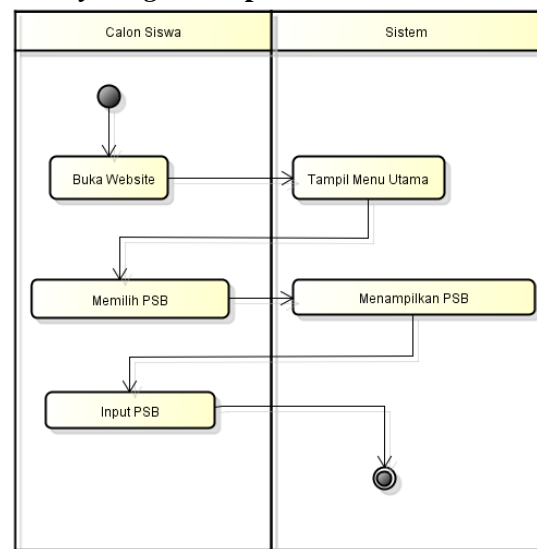 Calon Siswa
Sistem
Buka Website
Tampil Menu Utama
Memilih PSB
Menampilkan PSB
Input PSB